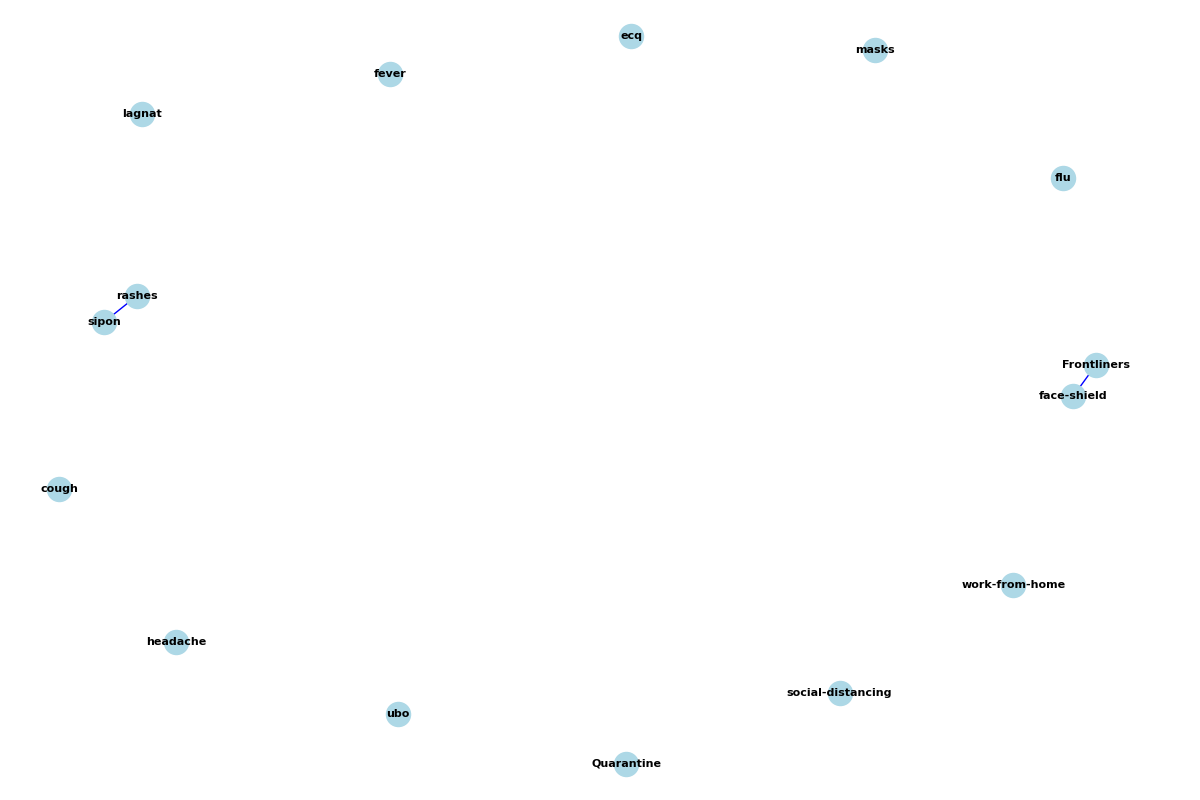 ecq
masks
fever
lagnat
flu
rashes
sipon
Frontliners
face-shield
cough
work-from-home
headache
social-distancing
ubo
Quarantine